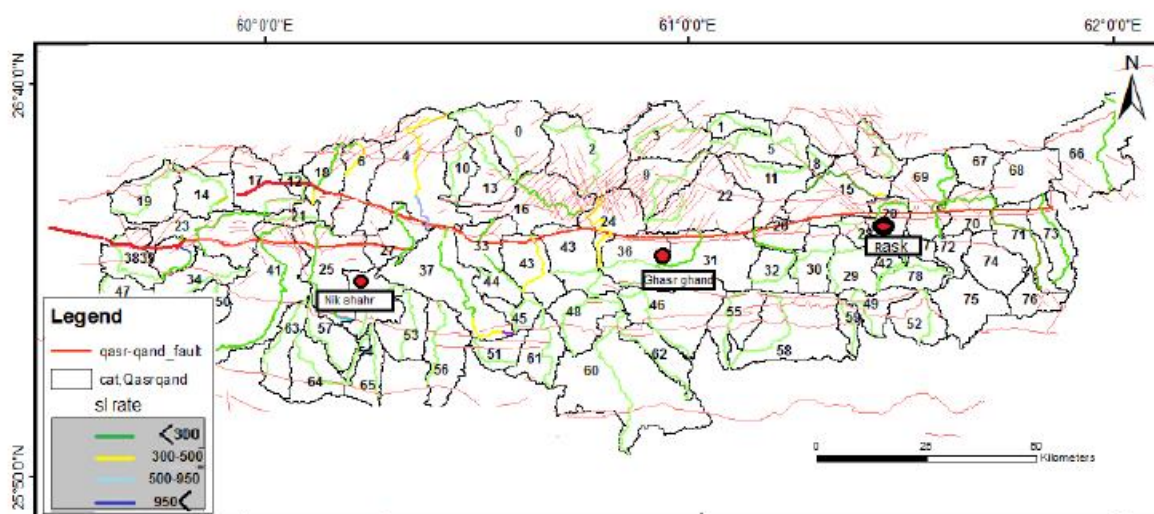 60°0'0"E 61°0'0"E 62°0'0"E
26°40'0"N
N
0 1 2 3 4 5 6 7 8 9 10 11 13 14 15 16 17 18 19
12 21 22 23 24 25 27 28 29 30 31 32 33 34 36 37
3839 41 42 43 43 44 45 46 47 48 49 50 51 52 53 55 56 57 58 59
60 61 62 63 64 65 66 67 68 69 70 71 72 73 74 75 76 78
Nik shahr
Ghasr ghand
Rask
Legend
qasr-qand_fault
cat.Qasrqand
sl rate
<300
300-500
500-950
950<
0 25 50
Kilometers
25°50'0"N